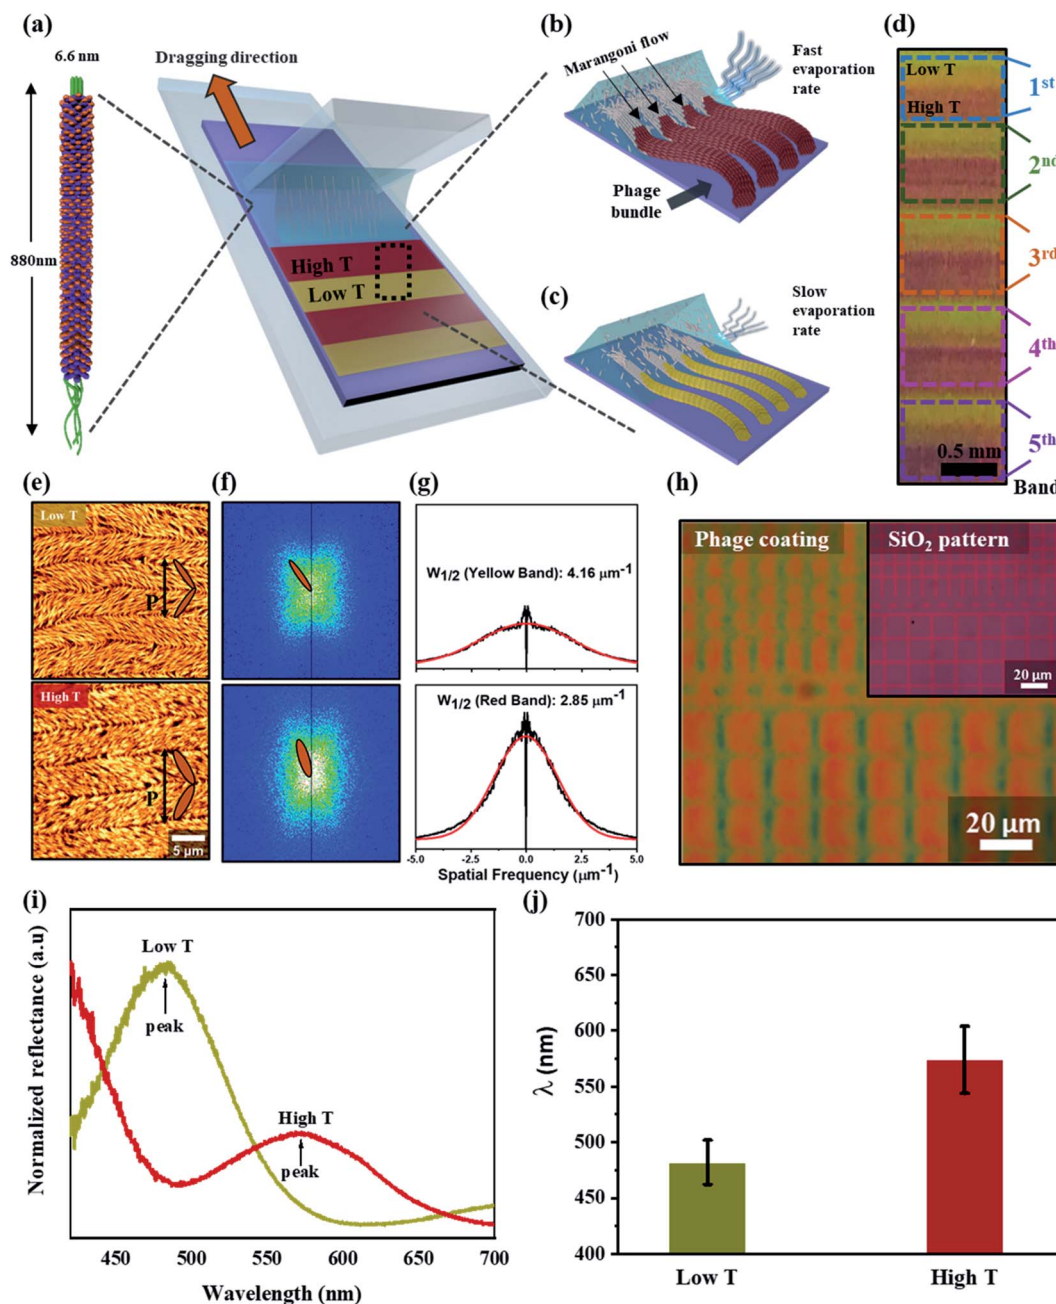 (a)
6.6 nm
880nm
Dragging direction
High T
Low T
(b)
Marangoni flow
Fast
evaporation
rate
Phage
bundle
(c)
Slow
evaporation
rate
(d)
Low T
High T
1st
2nd
3rd
4th
5th
0.5 mm
Band
(e)
Low T
P
High T
P
5 μm
(f)
(g)
W1/2 (Yellow Band): 4.16 μm-1
W1/2 (Red Band): 2.85 μm-1
-5.0 -2.5 0.0 2.5 5.0
Spatial Frequency (μm-1)
(h)
Phage coating
SiO2 pattern
20 μm
20 μm
(i)
Low T
peak
High T
peak
Normalized reflectance (a.u)
450 500 550 600 650 700
Wavelength (nm)
(j)
700
650
600
550
500
450
400
λ (nm)
Low T
High T